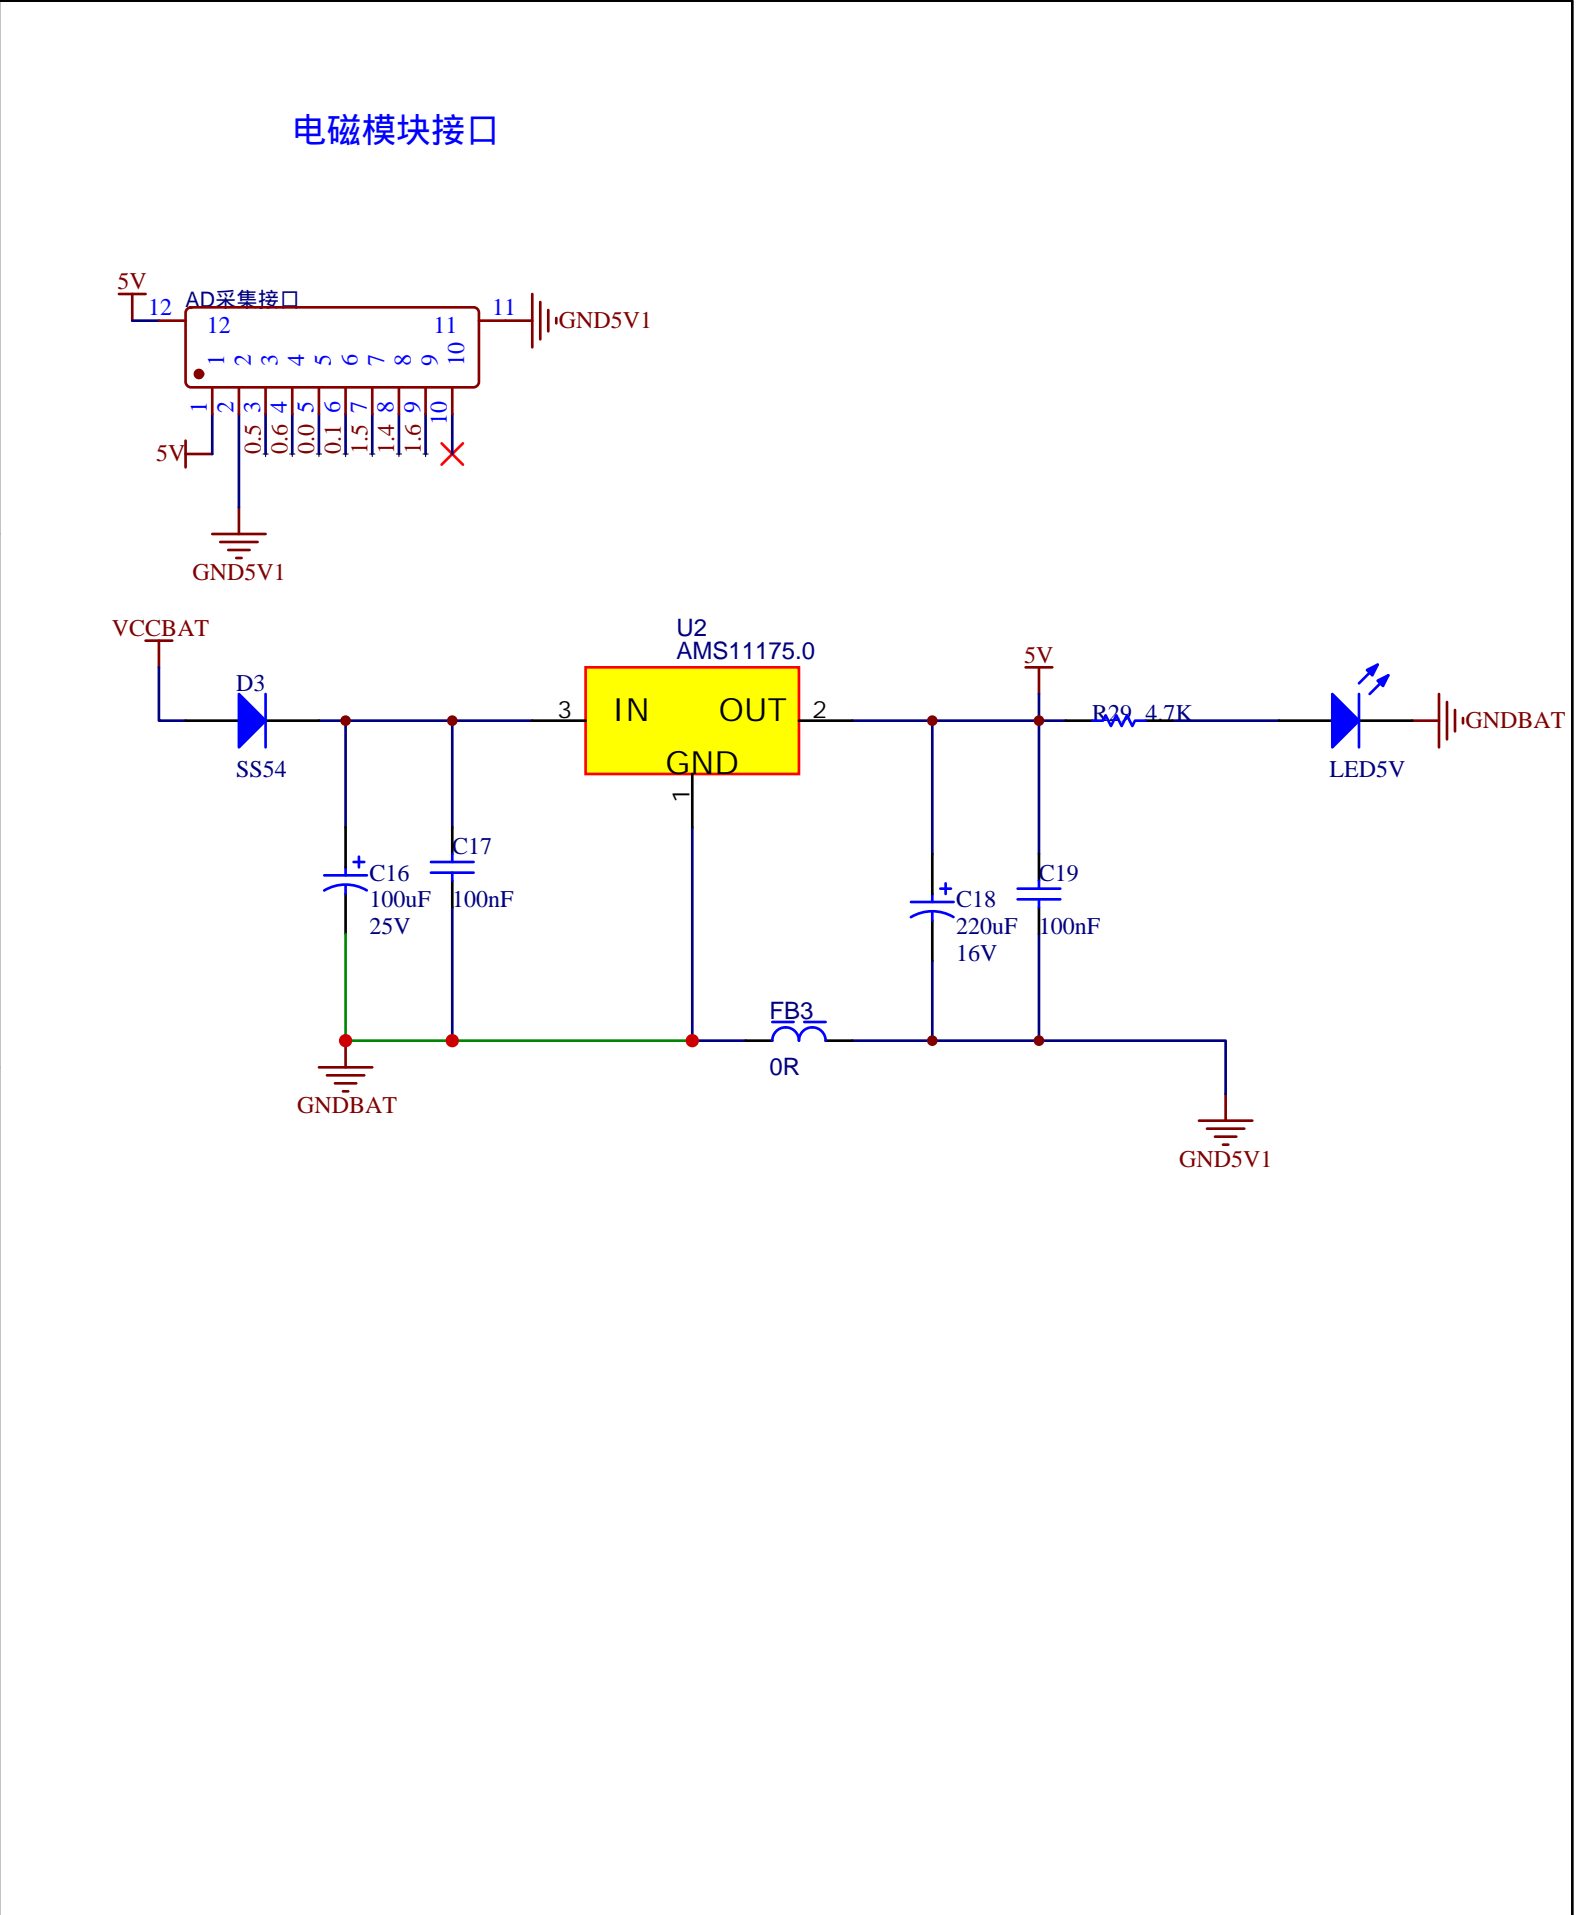 电磁模块接口
5V
12
AD采集接口
11
GND5V1
12
11
1
2
3
4
5
6
7
8
9
10
1
2
3
4
5
6
7
8
9
10
0.5
0.6
0.0
0.1
1.5
1.4
1.6
5V
GND5V1
VCCBAT
U2
AMS11175.0
5V
D3
3
IN
OUT
2
R29
4.7K
GNDBAT
GND
SS54
LED5V
1
C17
C16
100uF
100nF
25V
C19
C18
220uF
100nF
16V
FB3
0R
GNDBAT
GND5V1